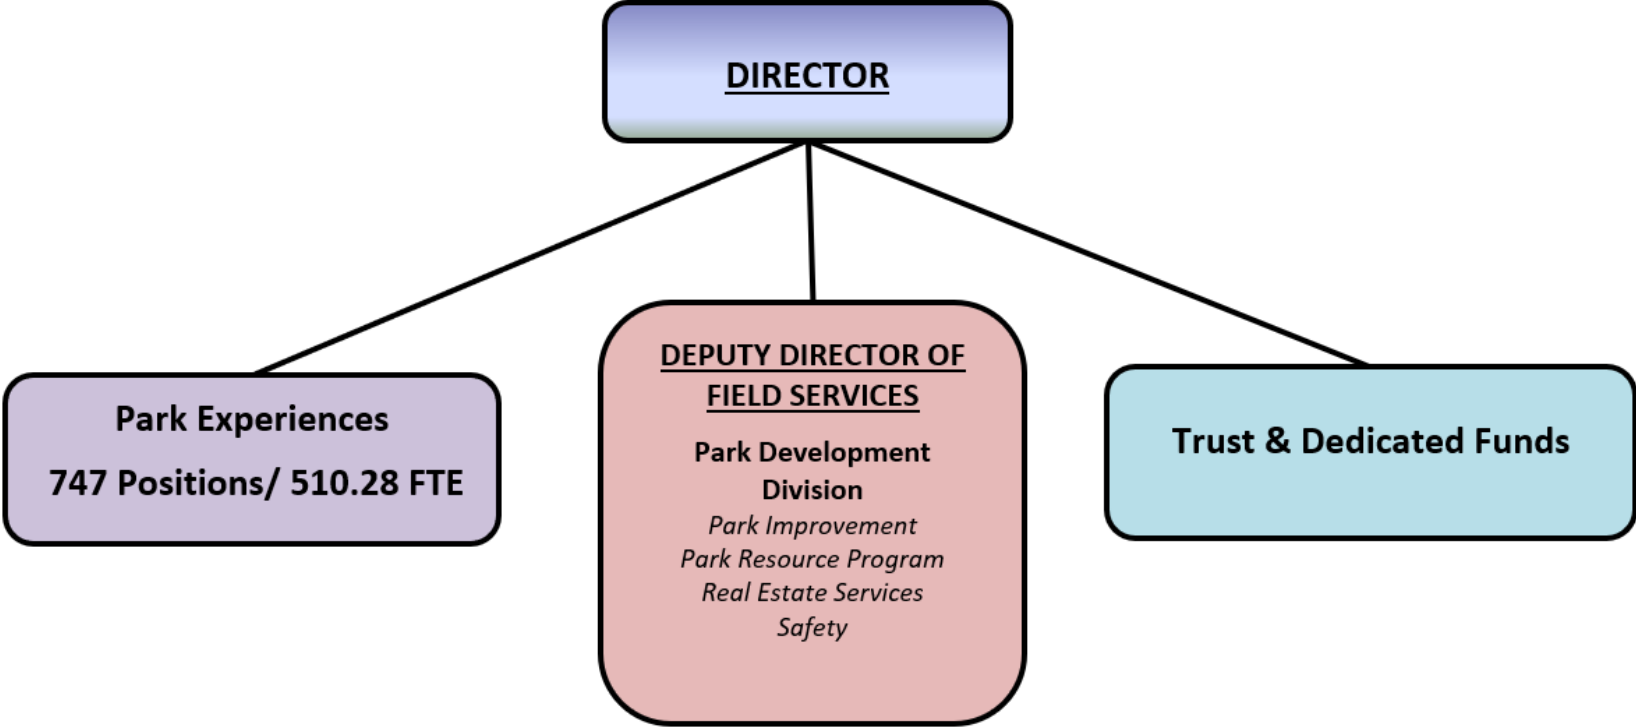 DIRECTOR
Park Experiences
747 Positions/ 510.28 FTE
DEPUTY DIRECTOR OF
FIELD SERVICES
Park Development
Division
Park Improvement
Park Resource Program
Real Estate Services
Safety
Trust & Dedicated Funds